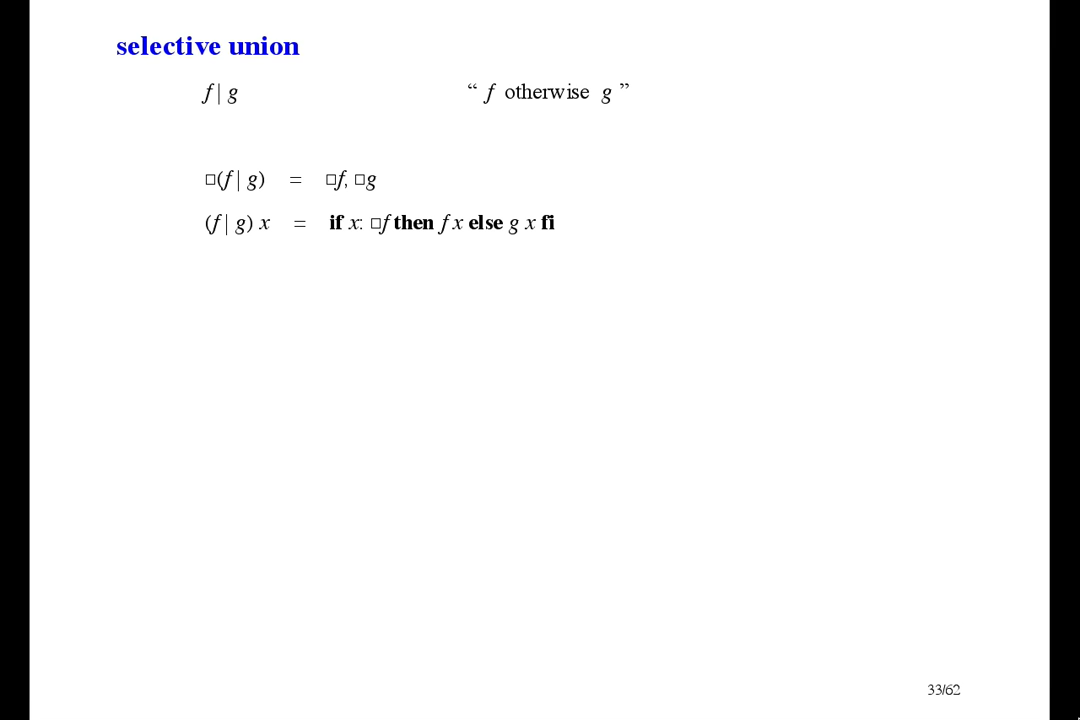 selective union
f | g “ f otherwise g ”
□(f | g) = □f, □g
(f | g) x = if x: □f then f x else g x fi
33/62